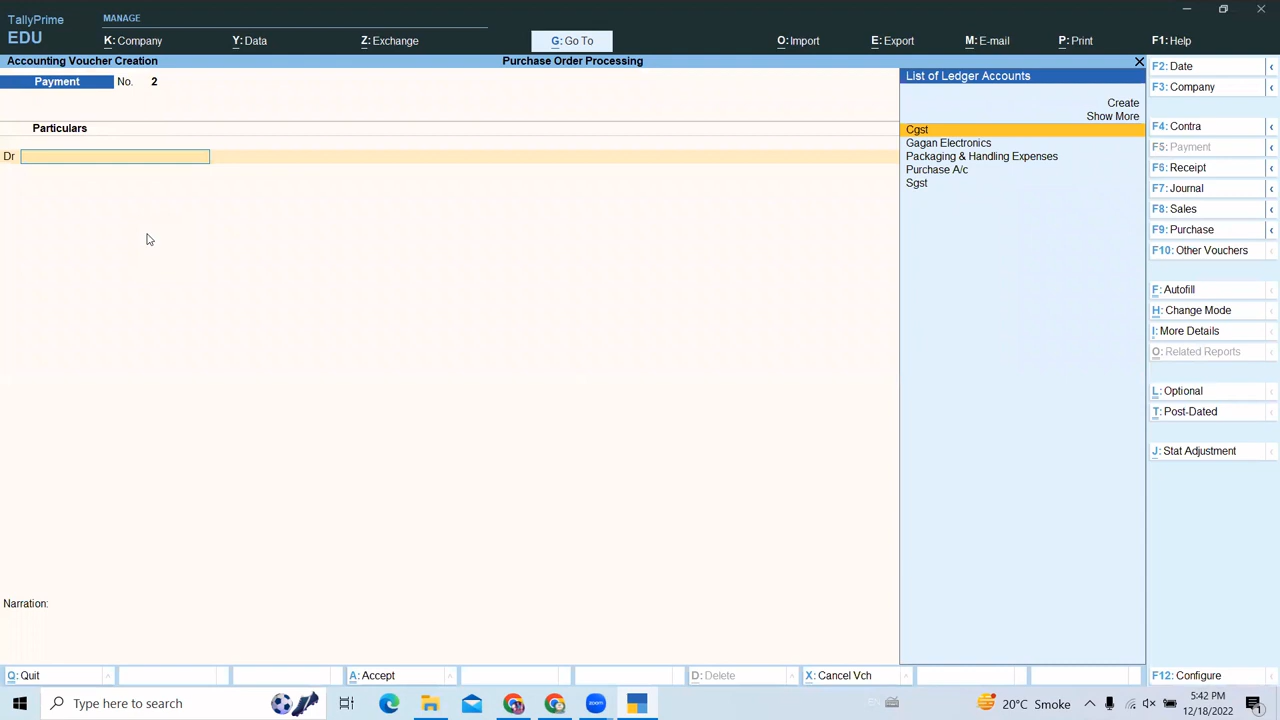 TallyPrime
EDU
MANAGE
K: Company
Y: Data
Z: Exchange
G: Go To
O: Import
E: Export
M: E-mail
P: Print
F1: Help
Accounting Voucher Creation
Purchase Order Processing
Payment No. 2
Particulars
Dr
List of Ledger Accounts
Create
Show More
Cgst
Gagan Electronics
Packaging & Handling Expenses
Purchase A/c
Sgst
F2: Date
F3: Company
F4: Contra
F5: Payment
F6: Receipt
F7: Journal
F8: Sales
F9: Purchase
F10: Other Vouchers
F: Autofill
H: Change Mode
I: More Details
O: Related Reports
L: Optional
T: Post-Dated
J: Stat Adjustment
Narration:
Q: Quit
A: Accept
D: Delete
X: Cancel Vch
F12: Configure
Type here to search
zoom
20°C Smoke
EN
5:42 PM
12/18/2022
1